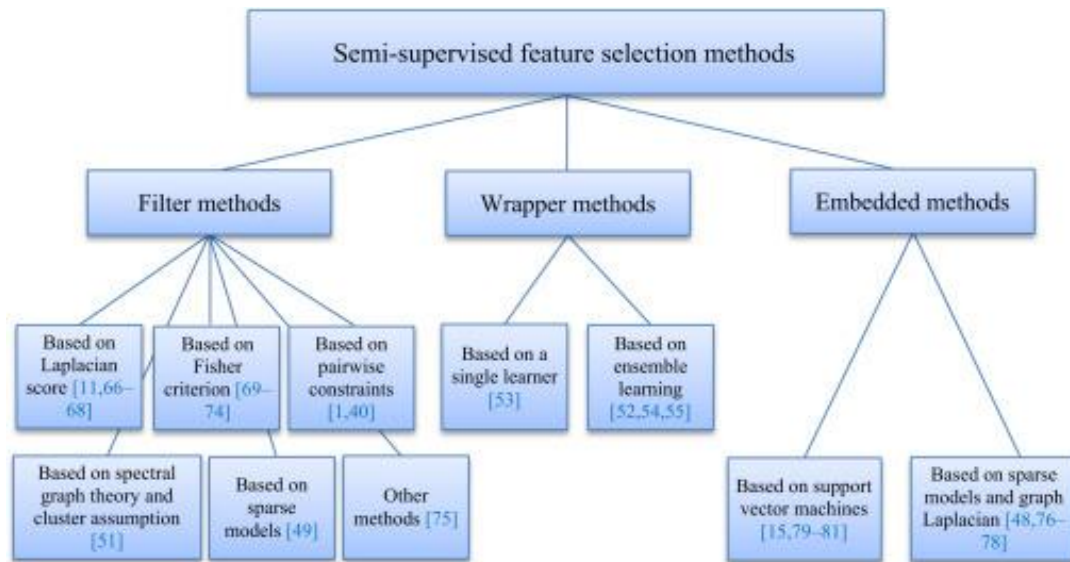 Semi-supervised feature selection methods
Filter methods
Wrapper methods
Embedded methods
Based on
Laplacian
score [11,66–
68]
Based on
Fisher
criterion [69–
74]
Based on
pairwise
constraints
[1,40]
Based on a
single learner
[53]
Based on
ensemble
learning
[52,54,55]
Based on spectral
graph theory and
cluster assumption
[51]
Based on
sparse
models [49]
Other
methods [75]
Based on support
vector machines
[15,79–81]
Based on sparse
models and graph
Laplacian [48,76–
78]